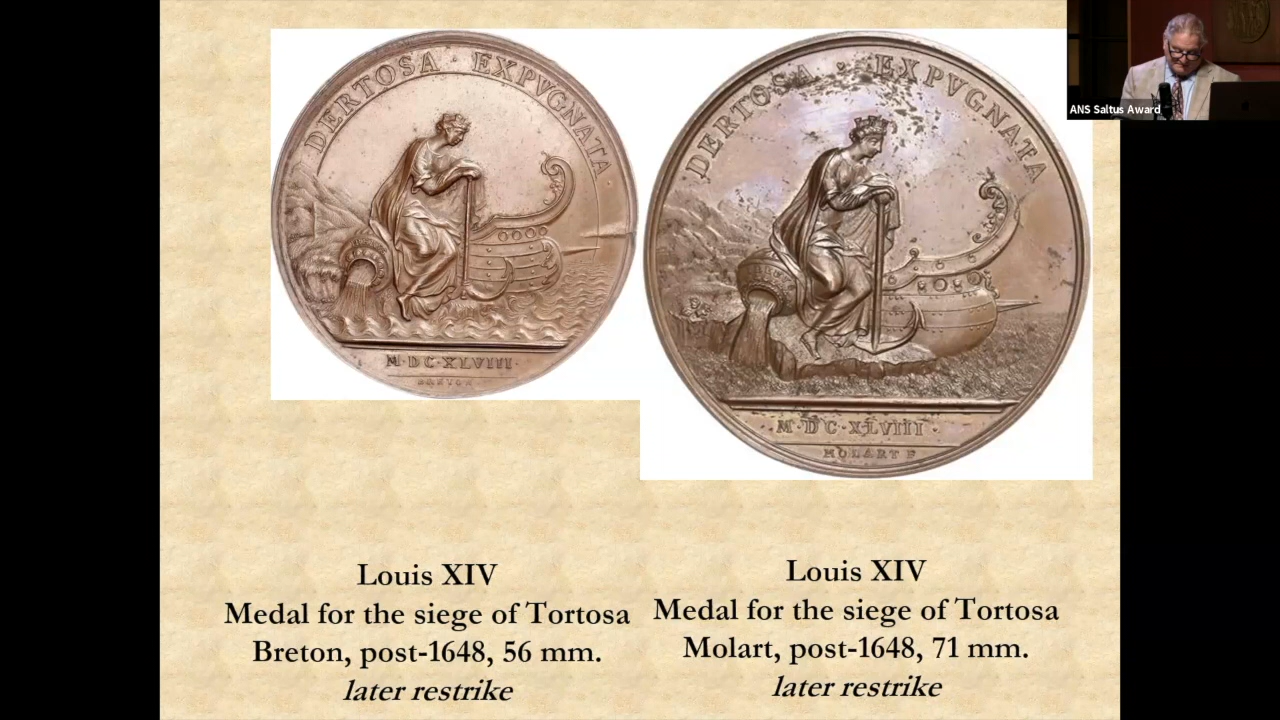 DERTOSA · EXPVGNATA
M·DC·XLVIII·
BRETON
DERTOSA · EXPVGNATA
·M·DC·XLVIII·
MOLART F
ANS Saltus Award
Louis XIV
Medal for the siege of Tortosa
Breton, post-1648, 56 mm.
later restrike
Louis XIV
Medal for the siege of Tortosa
Molart, post-1648, 71 mm.
later restrike